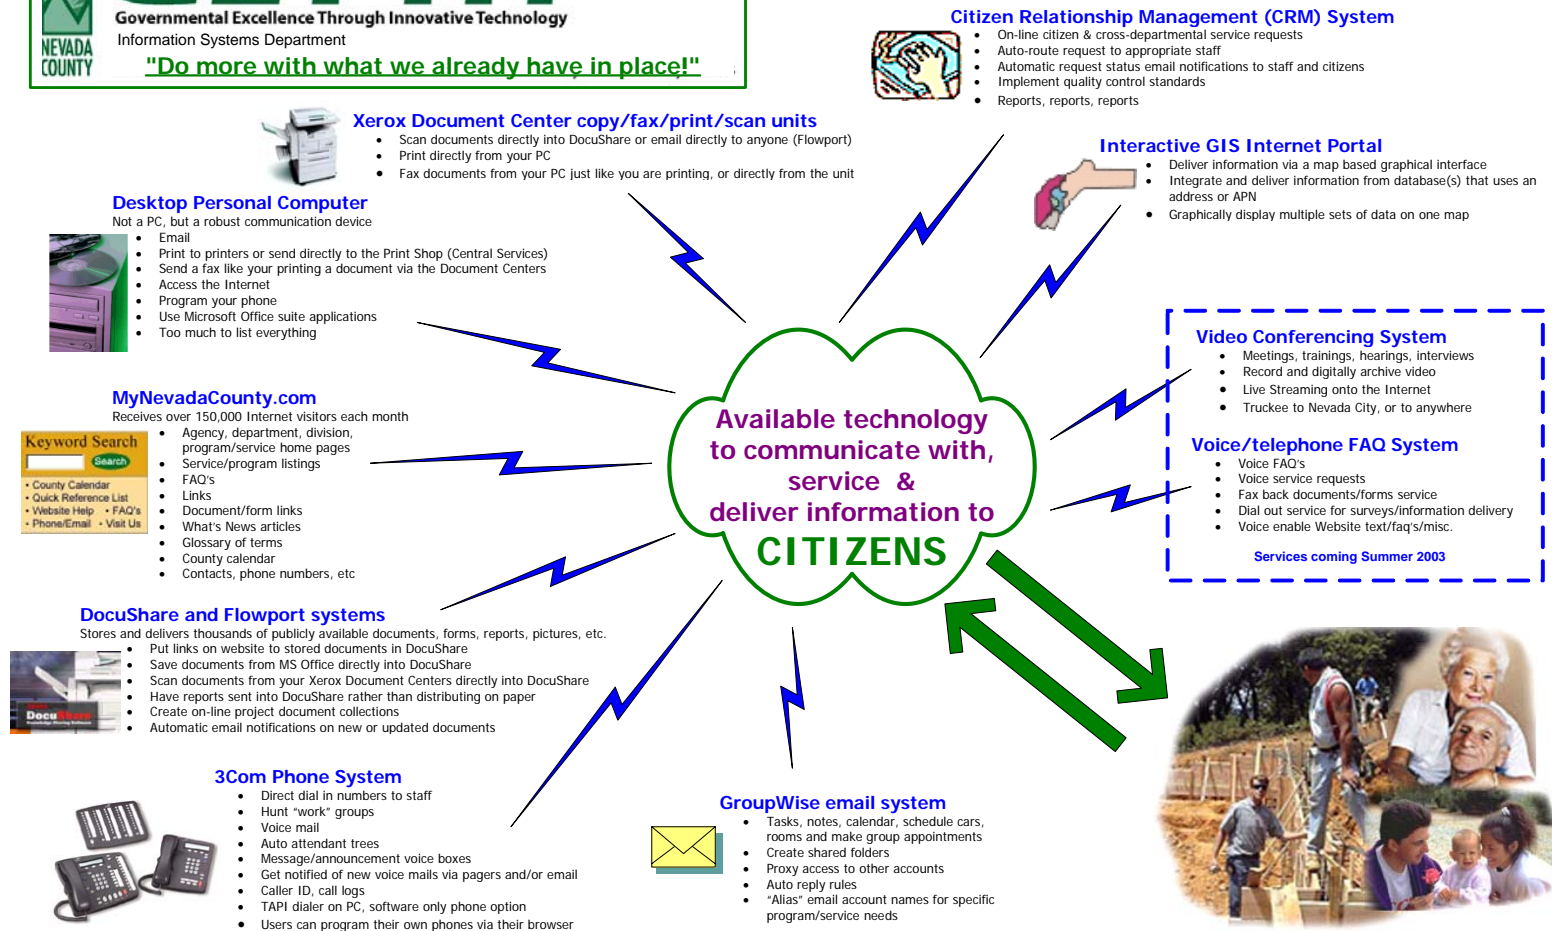 Governmental Excellence Through Innovative Technology
NEVADA
COUNTY
Information Systems Department
"Do more with what we already have in place!"
Citizen Relationship Management (CRM) System
• On-line citizen & cross-departmental service requests
• Auto-route request to appropriate staff
• Automatic request status email notifications to staff and citizens
• Implement quality control standards
• Reports, reports, reports
Xerox Document Center copy/fax/print/scan units
• Scan documents directly into DocuShare or email directly to anyone (Flowport)
• Print directly from your PC
• Fax documents from your PC just like you are printing, or directly from the unit
Interactive GIS Internet Portal
• Deliver information via a map based graphical interface
• Integrate and deliver information from database(s) that uses an
address or APN
• Graphically display multiple sets of data on one map
Desktop Personal Computer
Not a PC, but a robust communication device
• Email
• Print to printers or send directly to the Print Shop (Central Services)
• Send a fax like your printing a document via the Document Centers
• Access the Internet
• Program your phone
• Use Microsoft Office suite applications
• Too much to list everything
Video Conferencing System
• Meetings, trainings, hearings, interviews
• Record and digitally archive video
• Live Streaming onto the Internet
• Truckee to Nevada City, or to anywhere
Voice/telephone FAQ System
• Voice FAQ's
• Voice service requests
• Fax back documents/forms service
• Dial out service for surveys/information delivery
• Voice enable Website text/faq's/misc.
Services coming Summer 2003
MyNevadaCounty.com
Receives over 150,000 Internet visitors each month
• Agency, department, division,
program/service home pages
• Service/program listings
• FAQ's
• Links
• Document/form links
• What's News articles
• Glossary of terms
• County calendar
• Contacts, phone numbers, etc
Keyword Search
Search
• County Calendar
• Quick Reference List
• Website Help • FAQ's
• Phone/Email • Visit Us
Available technology
to communicate with,
service &
deliver information to
CITIZENS
DocuShare and Flowport systems
Stores and delivers thousands of publicly available documents, forms, reports, pictures, etc.
• Put links on website to stored documents in DocuShare
• Save documents from MS Office directly into DocuShare
• Scan documents from your Xerox Document Centers directly into DocuShare
• Have reports sent into DocuShare rather than distributing on paper
• Create on-line project document collections
• Automatic email notifications on new or updated documents
DocuShare
3Com Phone System
• Direct dial in numbers to staff
• Hunt "work" groups
• Voice mail
• Auto attendant trees
• Message/announcement voice boxes
• Get notified of new voice mails via pagers and/or email
• Caller ID, call logs
• TAPI dialer on PC, software only phone option
• Users can program their own phones via their browser
GroupWise email system
• Tasks, notes, calendar, schedule cars,
rooms and make group appointments
• Create shared folders
• Proxy access to other accounts
• Auto reply rules
• "Alias" email account names for specific
program/service needs